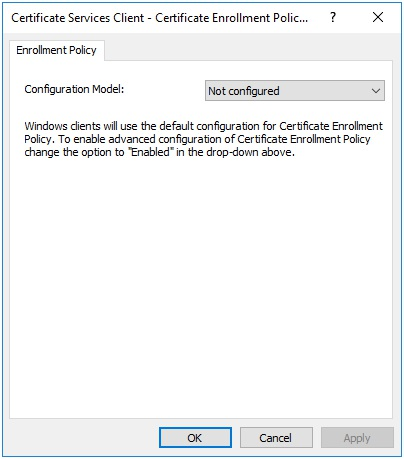 Certificate Services Client - Certificate Enrollment Polic... ?
Enrollment Policy
Configuration Model: Not configured
Windows clients will use the default configuration for Certificate Enrollment
Policy. To enable advanced configuration of Certificate Enrollment Policy
change the option to "Enabled" in the drop-down above.
OK Cancel Apply